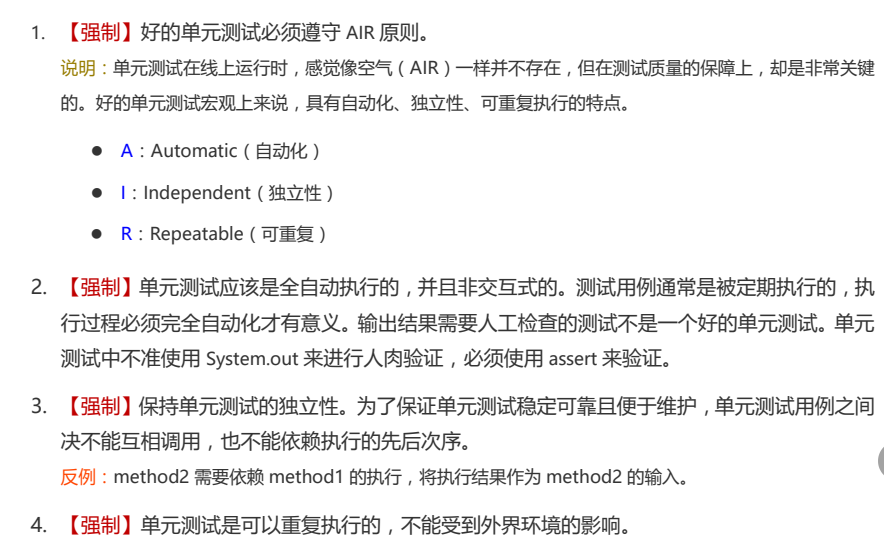 1. 【强制】好的单元测试必须遵守 AIR 原则。
说明：单元测试在线上运行时，感觉像空气（AIR）一样并不存在，但在测试质量的保障上，却是非常关键
的。好的单元测试宏观上来说，具有自动化、独立性、可重复执行的特点。
● A：Automatic（自动化）
● I：Independent（独立性）
● R：Repeatable（可重复）
2. 【强制】单元测试应该是全自动执行的，并且非交互式的。测试用例通常是被定期执行的，执
行过程必须完全自动化才有意义。输出结果需要人工检查的测试不是一个好的单元测试。单元
测试中不准使用 System.out 来进行人肉验证，必须使用 assert 来验证。
3. 【强制】保持单元测试的独立性。为了保证单元测试稳定可靠且便于维护，单元测试用例之间
决不能互相调用，也不能依赖执行的先后次序。
反例：method2 需要依赖 method1 的执行，将执行结果作为 method2 的输入。
4. 【强制】单元测试是可以重复执行的，不能受到外界环境的影响。